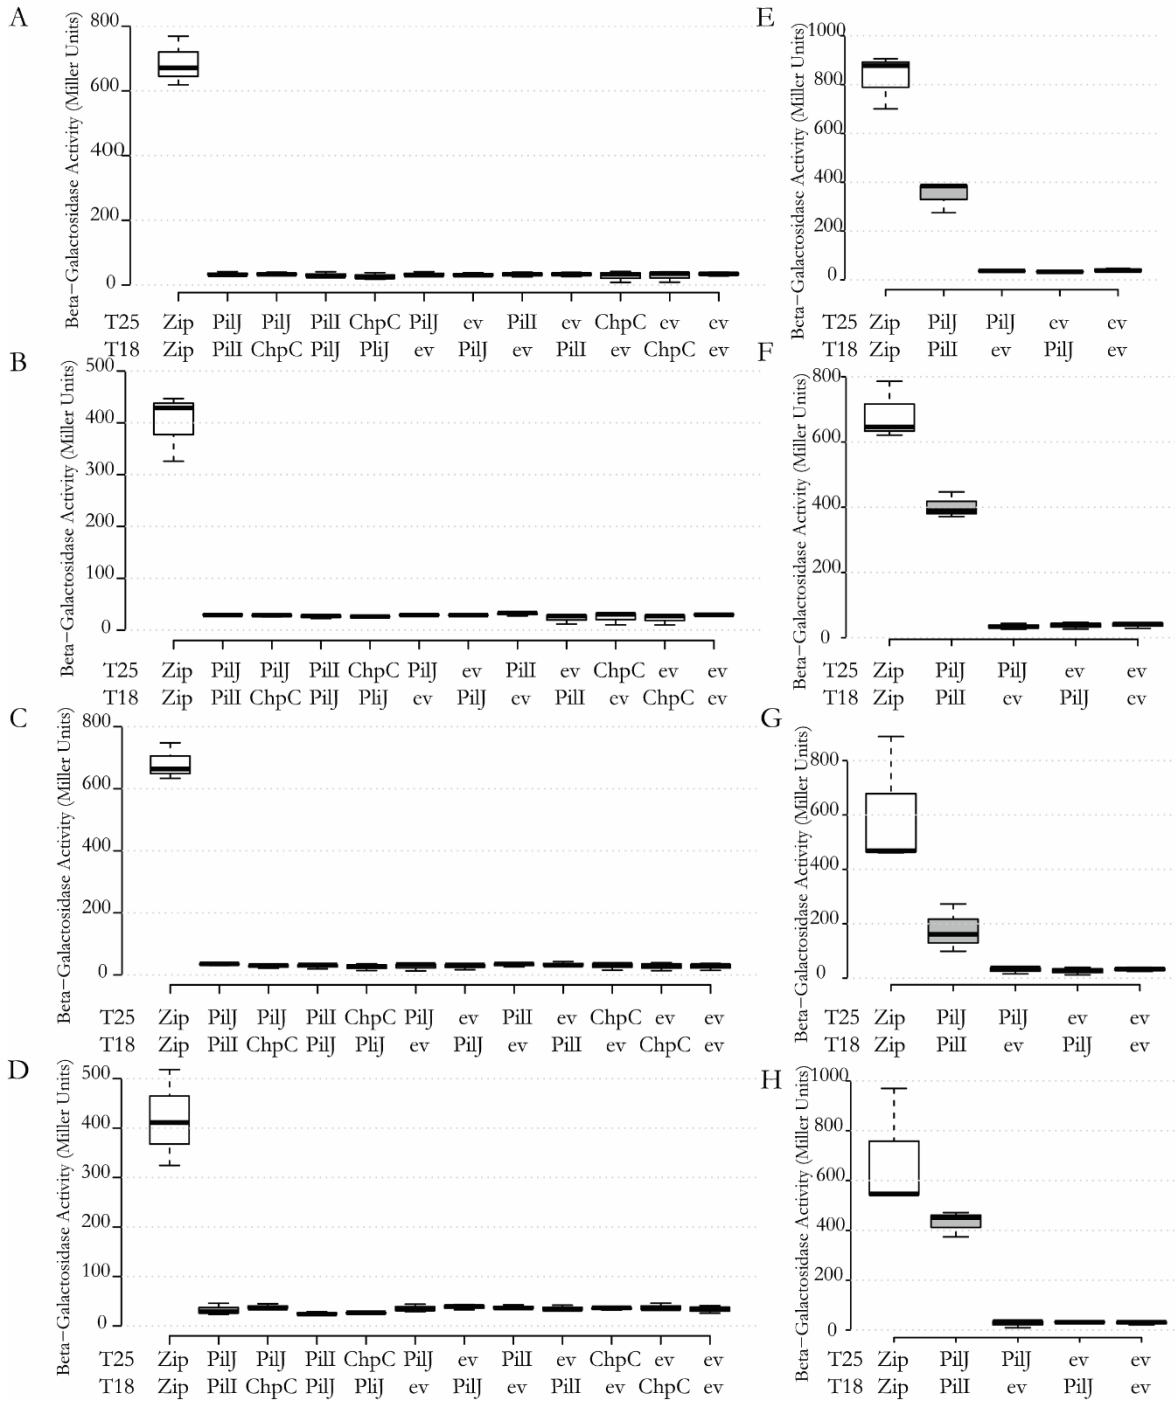 A
Beta−Galactosidase Activity (Miller Units)
800
600
400
200
0
T25 Zip PilJ PilJ PilI ChpC PilJ ev PilI ev ChpC ev ev
T18 Zip PilI ChpC PilJ PliJ ev PilJ ev PilI ev ChpC ev
B
Beta−Galactosidase Activity (Miller Units)
500
400
300
200
100
0
T25 Zip PilJ PilJ PilI ChpC PilJ ev PilI ev ChpC ev ev
T18 Zip PilI ChpC PilJ PliJ ev PilJ ev PilI ev ChpC ev
C
Beta−Galactosidase Activity (Miller Units)
800
600
400
200
0
T25 Zip PilJ PilJ PilI ChpC PilJ ev PilI ev ChpC ev ev
T18 Zip PilI ChpC PilJ PliJ ev PilJ ev PilI ev ChpC ev
D
Beta−Galactosidase Activity (Miller Units)
500
400
300
200
100
0
T25 Zip PilJ PilJ PilI ChpC PilJ ev PilI ev ChpC ev ev
T18 Zip PilI ChpC PilJ PliJ ev PilJ ev PilI ev ChpC ev
E
Beta−Galactosidase Activity (Miller Units)
1000
800
600
400
200
0
T25 Zip PilJ PilJ ev ev
T18 Zip PilI ev PilJ ev
F
Beta−Galactosidase Activity (Miller Units)
800
600
400
200
0
T25 Zip PilJ PilJ ev ev
T18 Zip PilI ev PilJ ev
G
Beta−Galactosidase Activity (Miller Units)
800
600
400
200
0
T25 Zip PilJ PilJ ev ev
T18 Zip PilI ev PilJ ev
H
Beta−Galactosidase Activity (Miller Units)
1000
800
600
400
200
0
T25 Zip PilJ PilJ ev ev
T18 Zip PilI ev PilJ ev